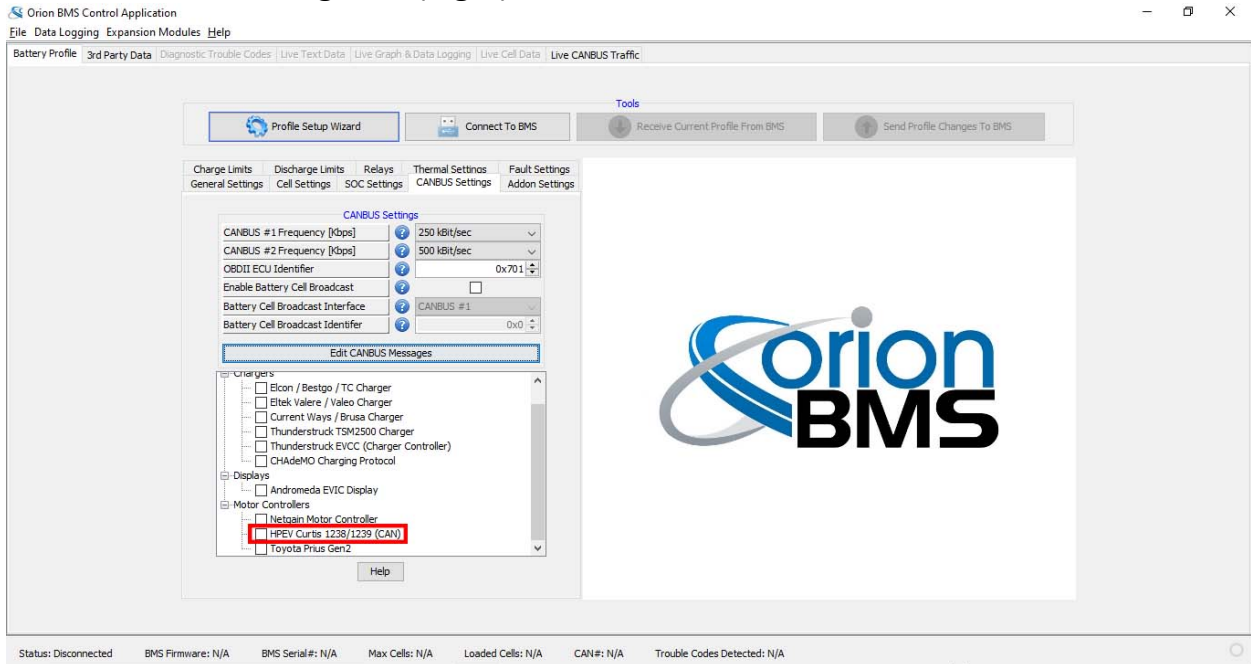 Orion BMS Control Application
File Data Logging Expansion Modules Help
Battery Profile 3rd Party Data Diagnostic Trouble Codes Live Text Data Live Graph & Data Logging Live Cell Data Live CANBUS Traffic
Tools
Profile Setup Wizard Connect To BMS Receive Current Profile From BMS Send Profile Changes To BMS
Charge Limits Discharge Limits Relays Thermal Settings Fault Settings
General Settings Cell Settings SOC Settings CANBUS Settings Addon Settings
CANBUS Settings
CANBUS #1 Frequency [Kbps] ? 250 kBit/sec
CANBUS #2 Frequency [Kbps] ? 500 kBit/sec
OBDII ECU Identifier ? 0x701
Enable Battery Cell Broadcast ?
Battery Cell Broadcast Interface ? CANBUS #1
Battery Cell Broadcast Identifer ? 0x0
Edit CANBUS Messages
Chargers
Elcon / Bestgo / TC Charger
Eltek Valere / Valeo Charger
Current Ways / Brusa Charger
Thunderstruck TSM2500 Charger
Thunderstruck EVCC (Charger Controller)
CHAdeMO Charging Protocol
Displays
Andromeda EVIC Display
Motor Controllers
Netgain Motor Controller
HPEV Curtis 1238/1239 (CAN)
Toyota Prius Gen2
Help
orion
BMS
Status: Disconnected BMS Firmware: N/A BMS Serial#: N/A Max Cells: N/A Loaded Cells: N/A CAN#: N/A Trouble Codes Detected: N/A